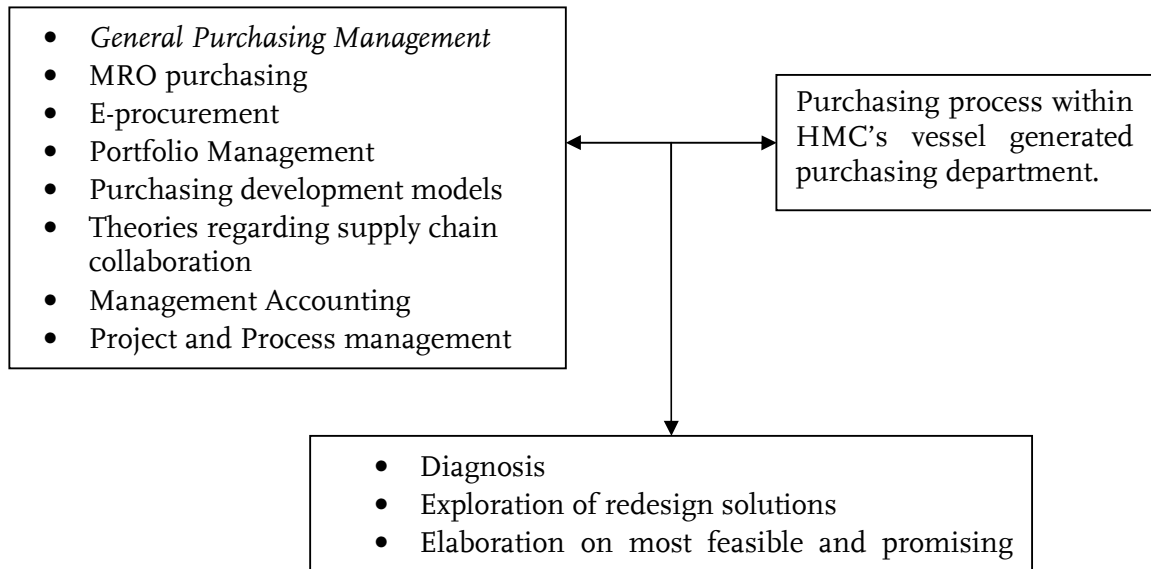 • General Purchasing Management
• MRO purchasing
• E-procurement
• Portfolio Management
• Purchasing development models
• Theories regarding supply chain
collaboration
• Management Accounting
• Project and Process management
Purchasing process within
HMC’s vessel generated
purchasing department.
• Diagnosis
• Exploration of redesign solutions
• Elaboration on most feasible and promising